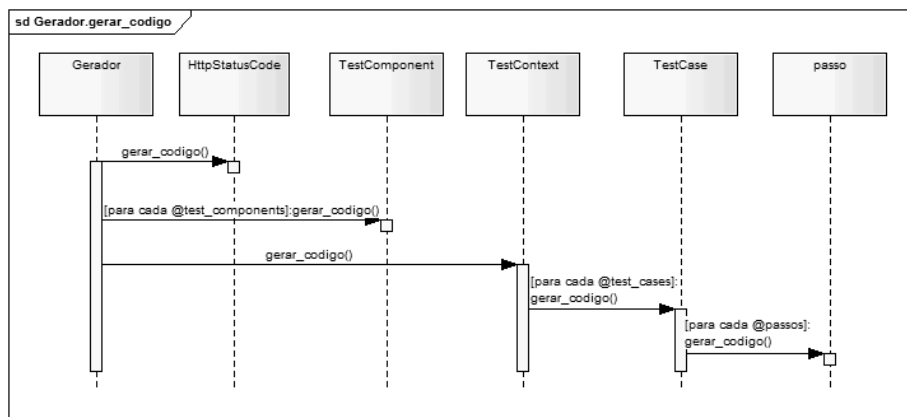 sd Gerador.gerar_codigo
Gerador
HttpStatusCode
TestComponent
TestContext
TestCase
passo
gerar_codigo()
[para cada @test_components]:gerar_codigo()
gerar_codigo()
[para cada @test_cases]:
gerar_codigo()
[para cada @passos]:
gerar_codigo()